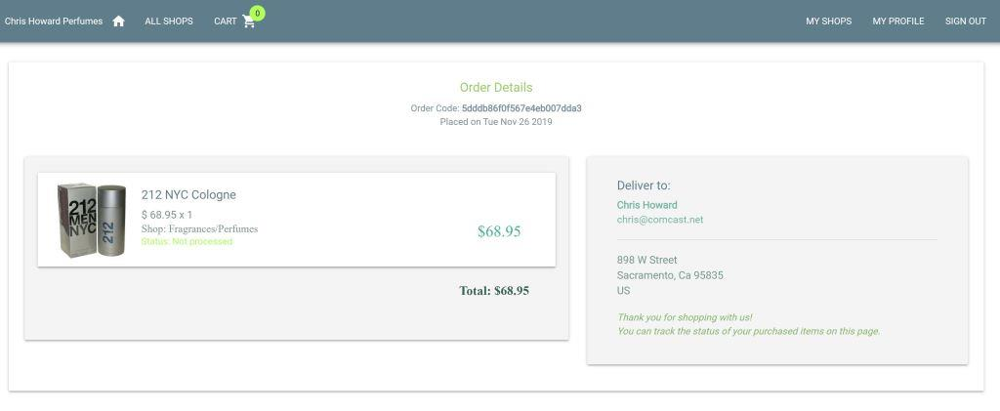 Chris Howard Perfumes ALL SHOPS CART 0 MY SHOPS MY PROFILE SIGN OUT
Order Details
Order Code: 5dddb86f0f567e4eb007dda3
Placed on Tue Nov 26 2019
212 MEN NYC
212
212 NYC Cologne
$ 68.95 x 1
Shop: Fragrances/Perfumes
Status: Not processed
$68.95
Total: $68.95
Deliver to:
Chris Howard
chris@comcast.net
898 W Street
Sacramento, Ca 95835
US
Thank you for shopping with us!
You can track the status of your purchased items on this page.